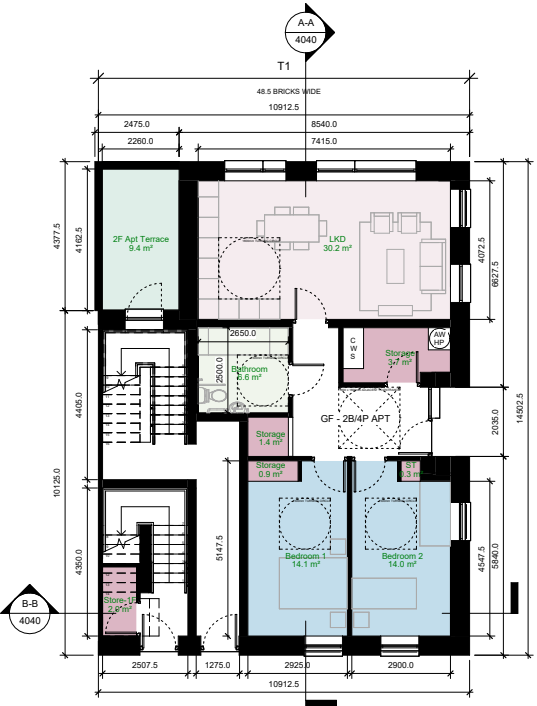 A-A
4040
T1
48.5 BRICKS WIDE
10912.5
2475.0
8540.0
2260.0
7415.0
4377.5
4162.5
2F Apt Terrace
9.4 m²
LKD
30.2 m²
4072.5
6627.5
14502.5
2650.0
2500.0
Bathroom
6.6 m²
C
W
S
AW
HP
Storage
3.7 m²
4405.0
10125.0
GF - 2B/4P APT
2035.0
Storage
1.4 m²
Storage
0.9 m²
ST
0.3 m²
5147.5
4350.0
Bedroom 1
14.1 m²
Bedroom 2
14.0 m²
4547.5
5840.0
Store-1F
m²
B-B
4040
2507.5
1275.0
2925.0
2900.0
10912.5